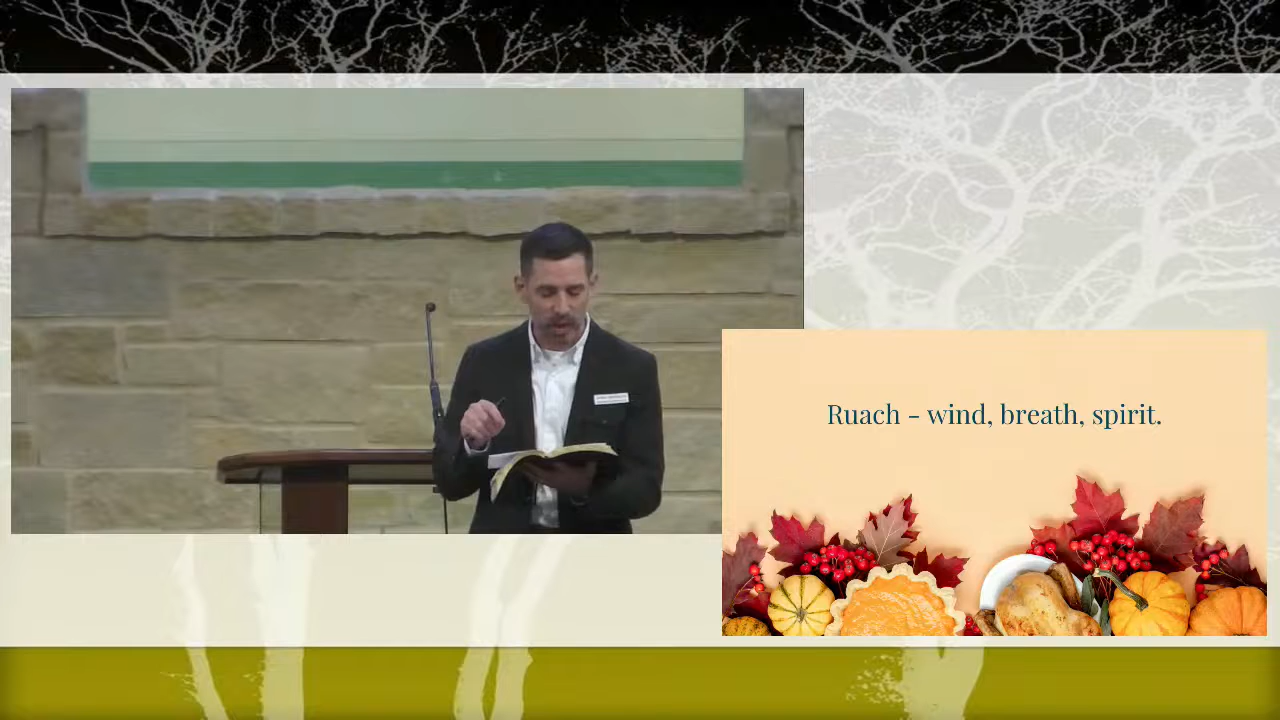 Ruach - wind, breath, spirit.